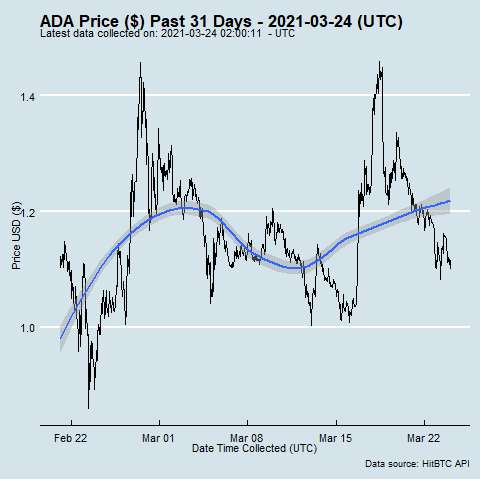 ADA Price ($) Past 31 Days - 2021-03-24 (UTC)
Latest data collected on: 2021-03-24 02:00:11 - UTC
1.4
1.2
1.0
Price USD ($)
Feb 22
Mar 01
Mar 08
Mar 15
Mar 22
Date Time Collected (UTC)
Data source: HitBTC API